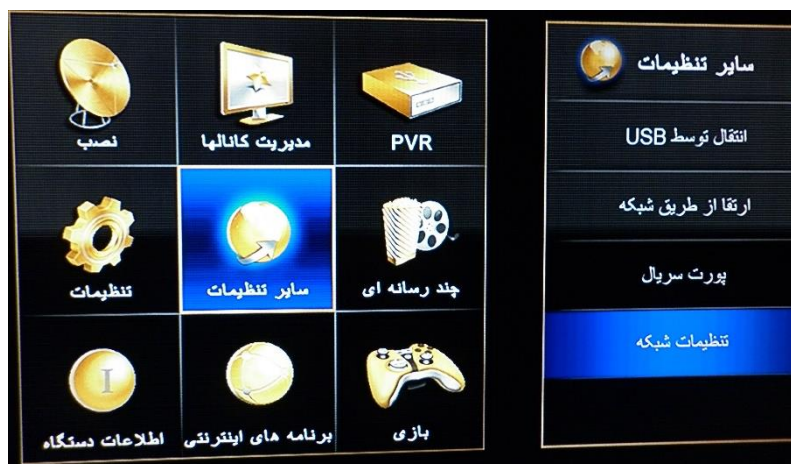 نصب
مدیریت کانالها
PVR
تنظیمات
سایر تنظیمات
چند رسانه ای
اطلاعات دستگاه
برنامه های اینترنتی
بازی
سایر تنظیمات
انتقال توسط USB
ارتقا از طریق شبکه
پورت سریال
تنظیمات شبکه